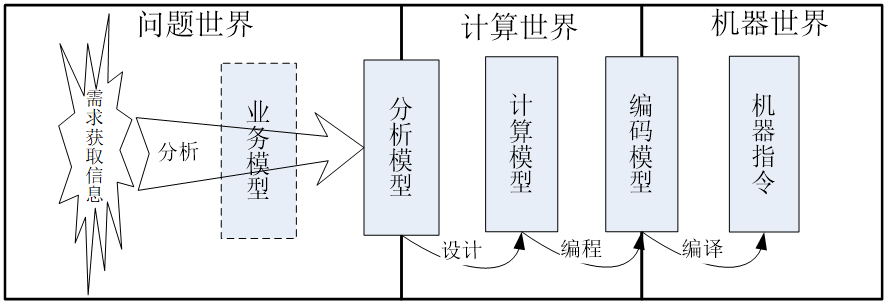 问题世界
计算世界
机器世界
需求获取信息
分析
业务模型
分析模型
计算模型
编码模型
机器指令
设计
编程
编译